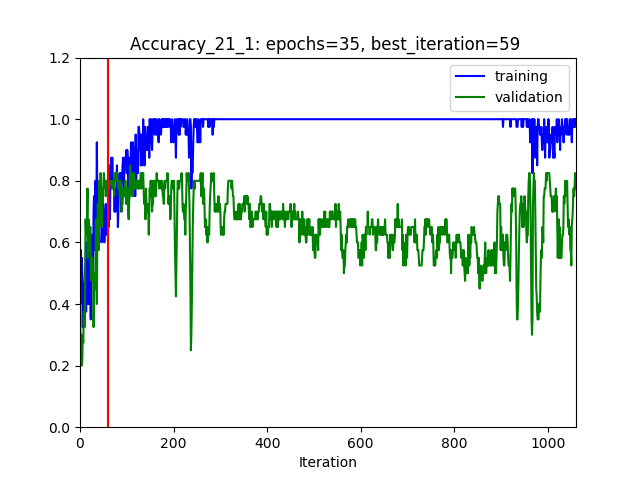 Accuracy_21_1: epochs=35, best_iteration=59
1.2
1.0
0.8
0.6
0.4
0.2
0.0
training
validation
0 200 400 600 800 1000
Iteration